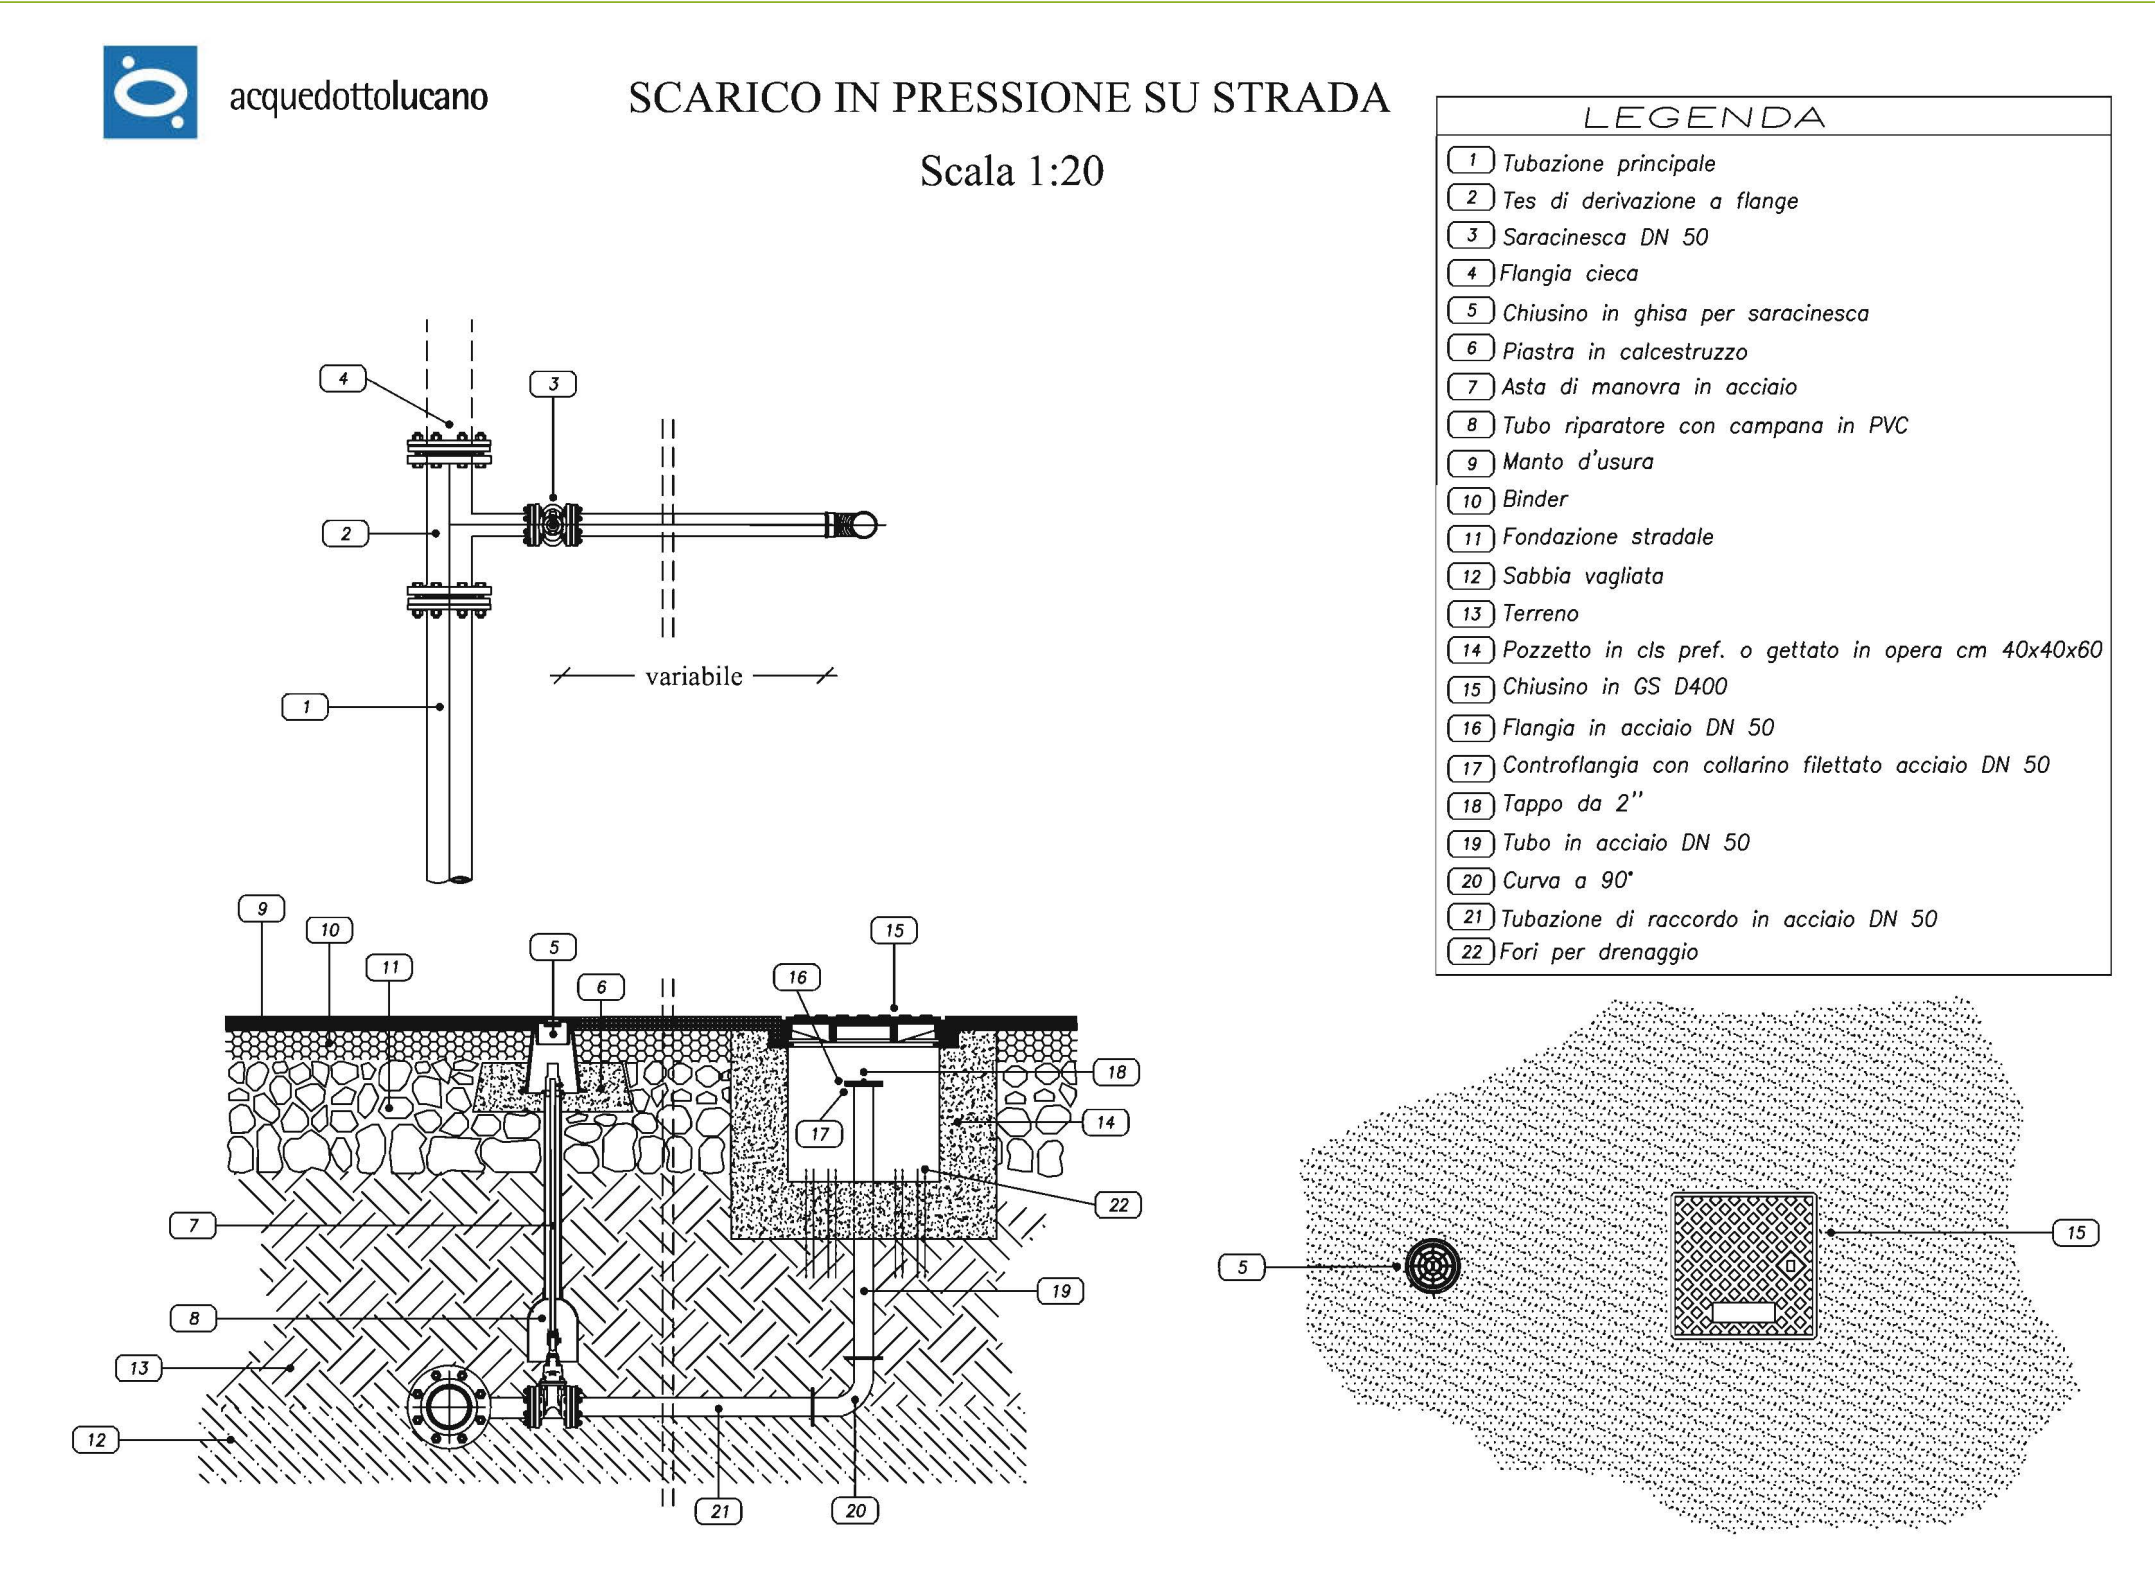 acquedottolucano
SCARICO IN PRESSIONE SU STRADA
Scala 1:20
LEGENDA
1 Tubazione principale
2 Tes di derivazione a flange
3 Saracinesca DN 50
4 Flangia cieca
5 Chiusino in ghisa per saracinesca
6 Piastra in calcestruzzo
7 Asta di manovra in acciaio
8 Tubo riparatore con campana in PVC
9 Manto d'usura
10 Binder
11 Fondazione stradale
12 Sabbia vagliata
13 Terreno
14 Pozzetto in cls pref. o gettato in opera cm 40x40x60
15 Chiusino in GS D400
16 Flangia in acciaio DN 50
17 Controflangia con collarino filettato acciaio DN 50
18 Tappo da 2''
19 Tubo in acciaio DN 50
20 Curva a 90°
21 Tubazione di raccordo in acciaio DN 50
22 Fori per drenaggio
4
3
2
variabile
1
9
10
11
5
6
16
15
18
17
14
22
7
19
8
13
12
21
20
5
15